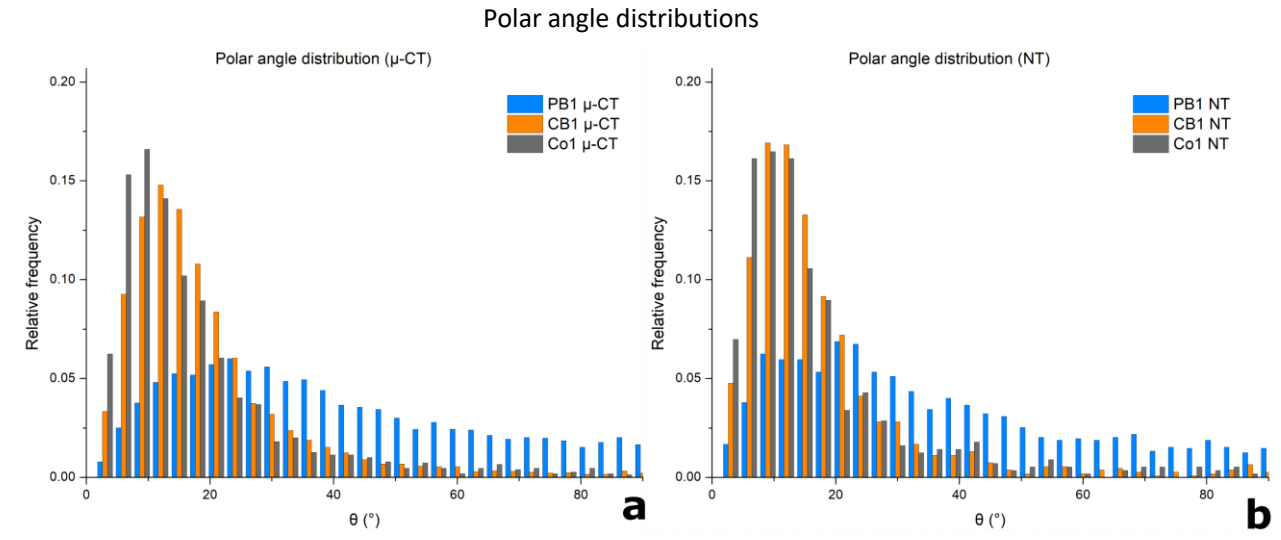 Polar angle distributions
Polar angle distribution (μ-CT)
0.20
0.15
0.10
0.05
0.00
Relative frequency
PB1 μ-CT
CB1 μ-CT
Co1 μ-CT
0 20 40 60 80
θ (°)
a
Polar angle distribution (NT)
0.20
0.15
0.10
0.05
0.00
Relative frequency
PB1 NT
CB1 NT
Co1 NT
0 20 40 60 80
θ (°)
b